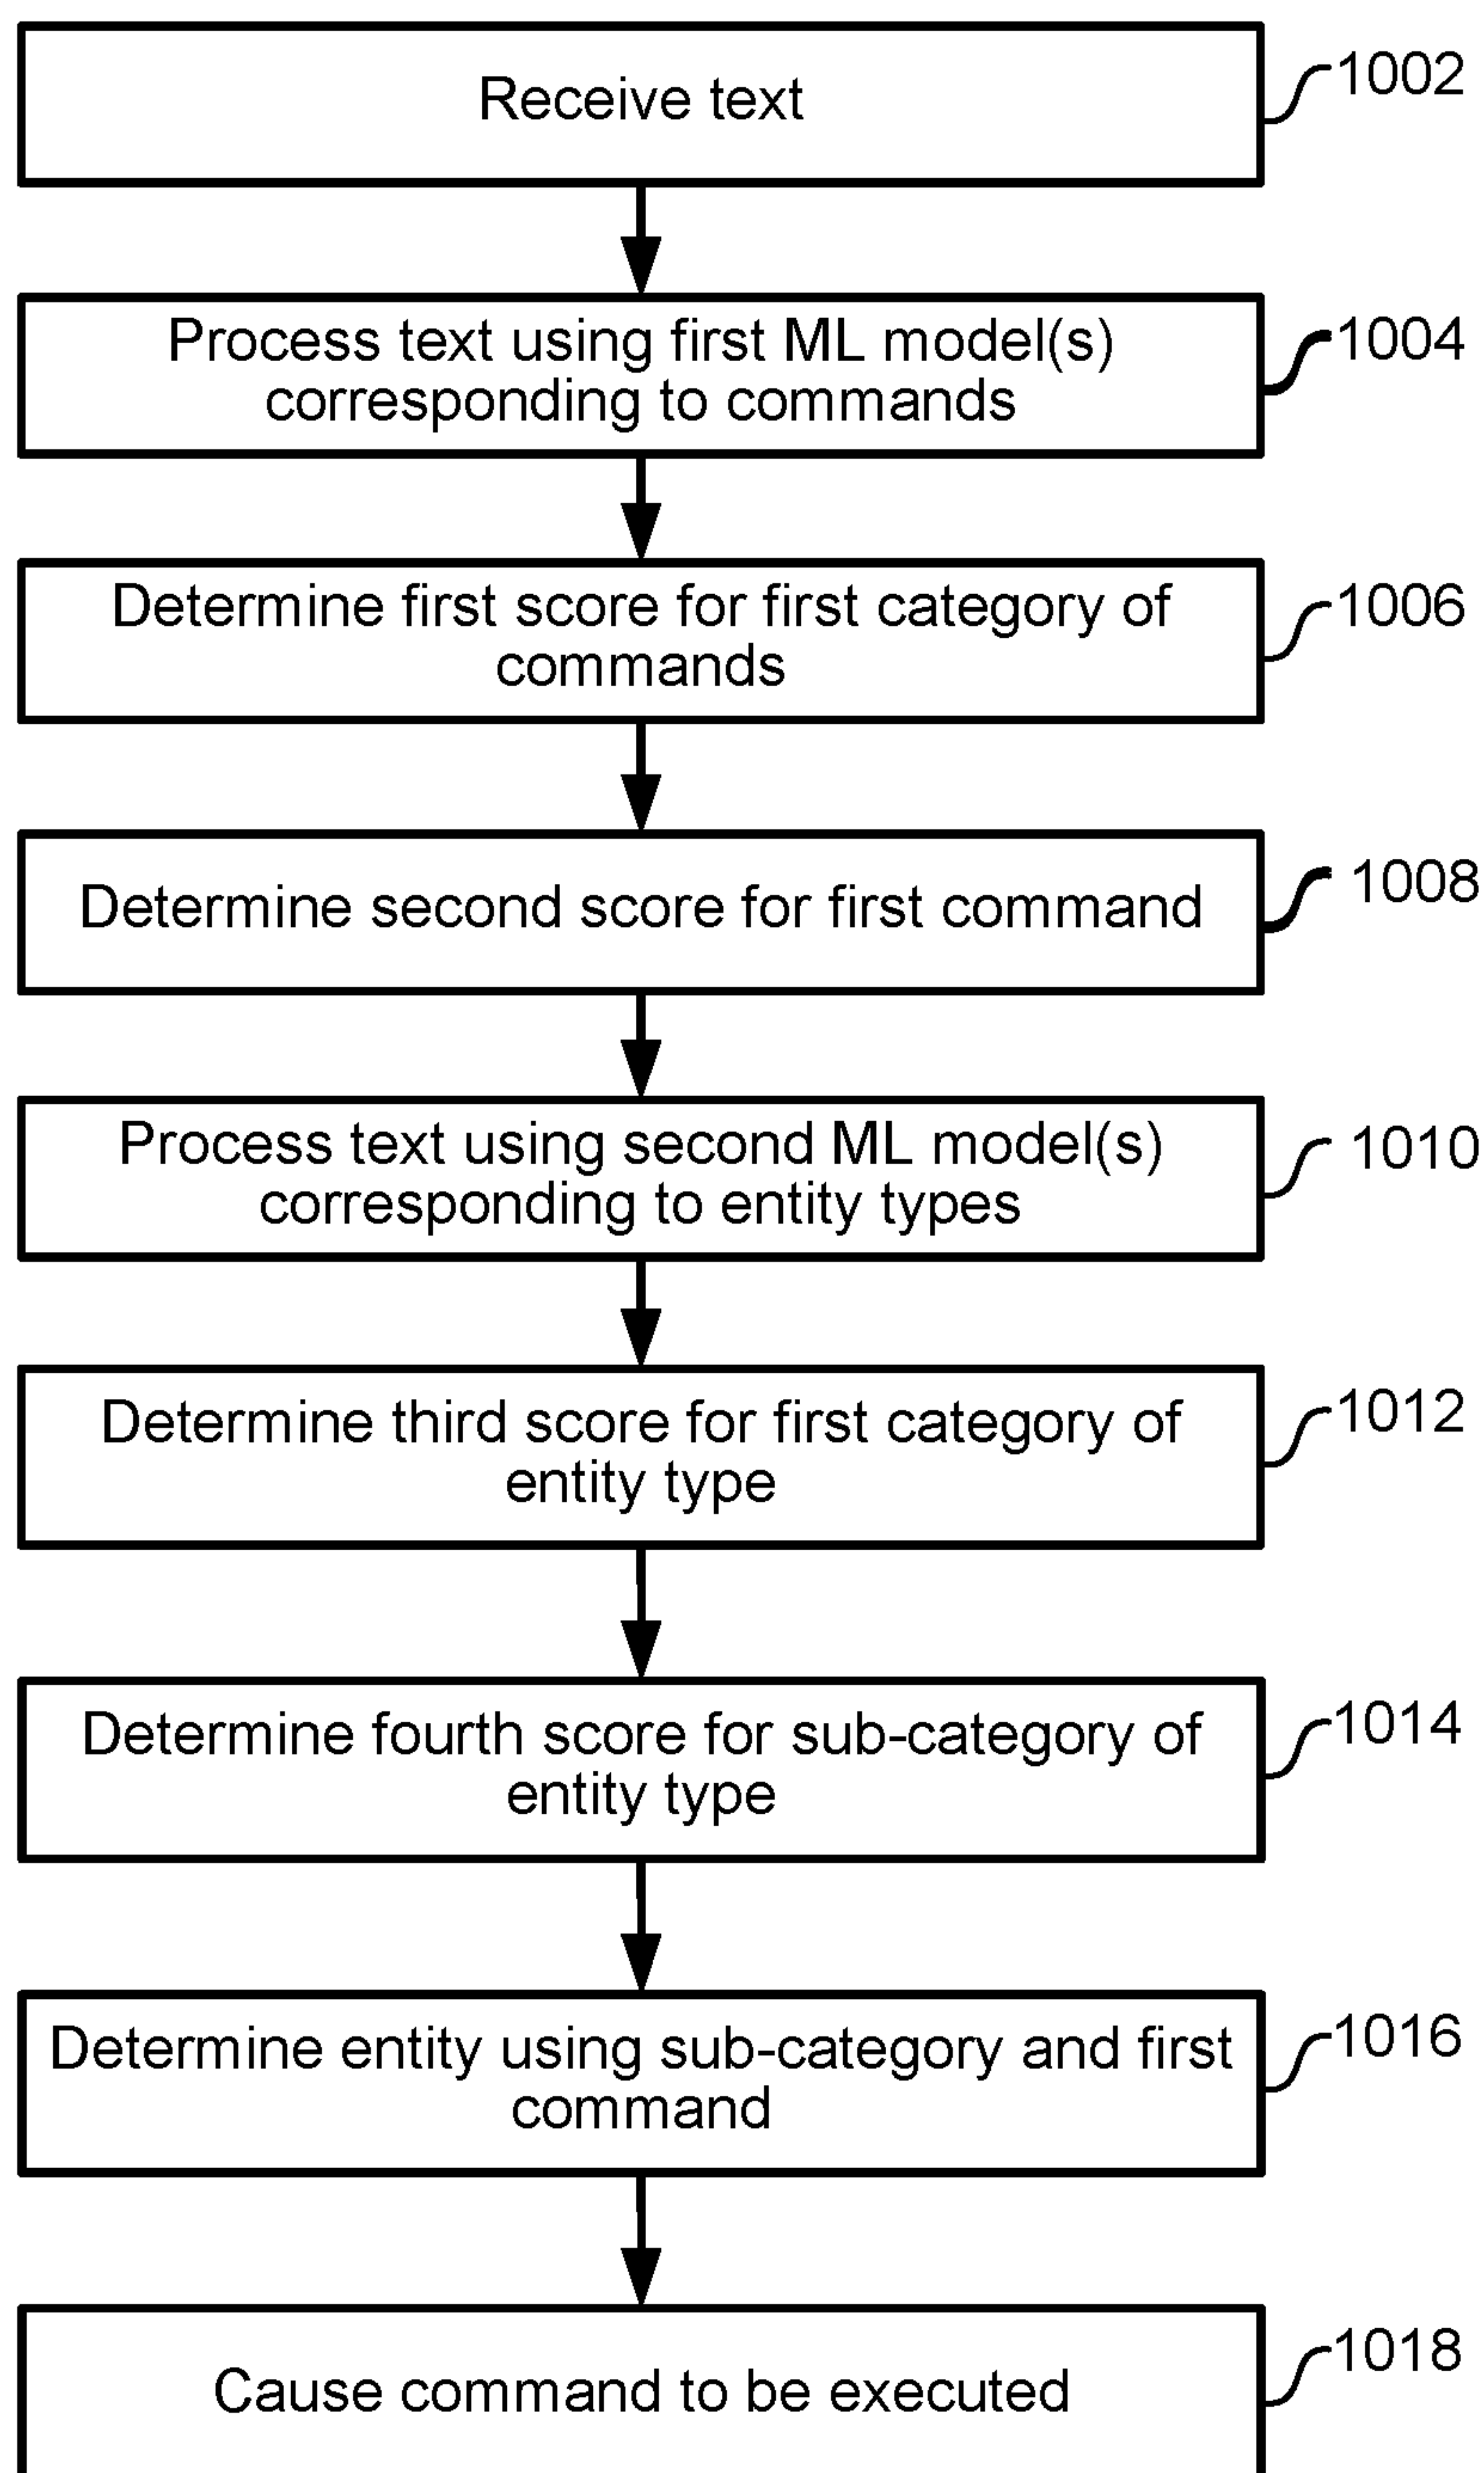 Receive text
1002
Process text using first ML model(s)
corresponding to commands
1004
Determine first score for first category of
commands
1006
Determine second score for first command
1008
Process text using second ML model(s)
corresponding to entity types
1010
Determine third score for first category of
entity type
1012
Determine fourth score for sub-category of
entity type
1014
Determine entity using sub-category and first
command
1016
Cause command to be executed
1018